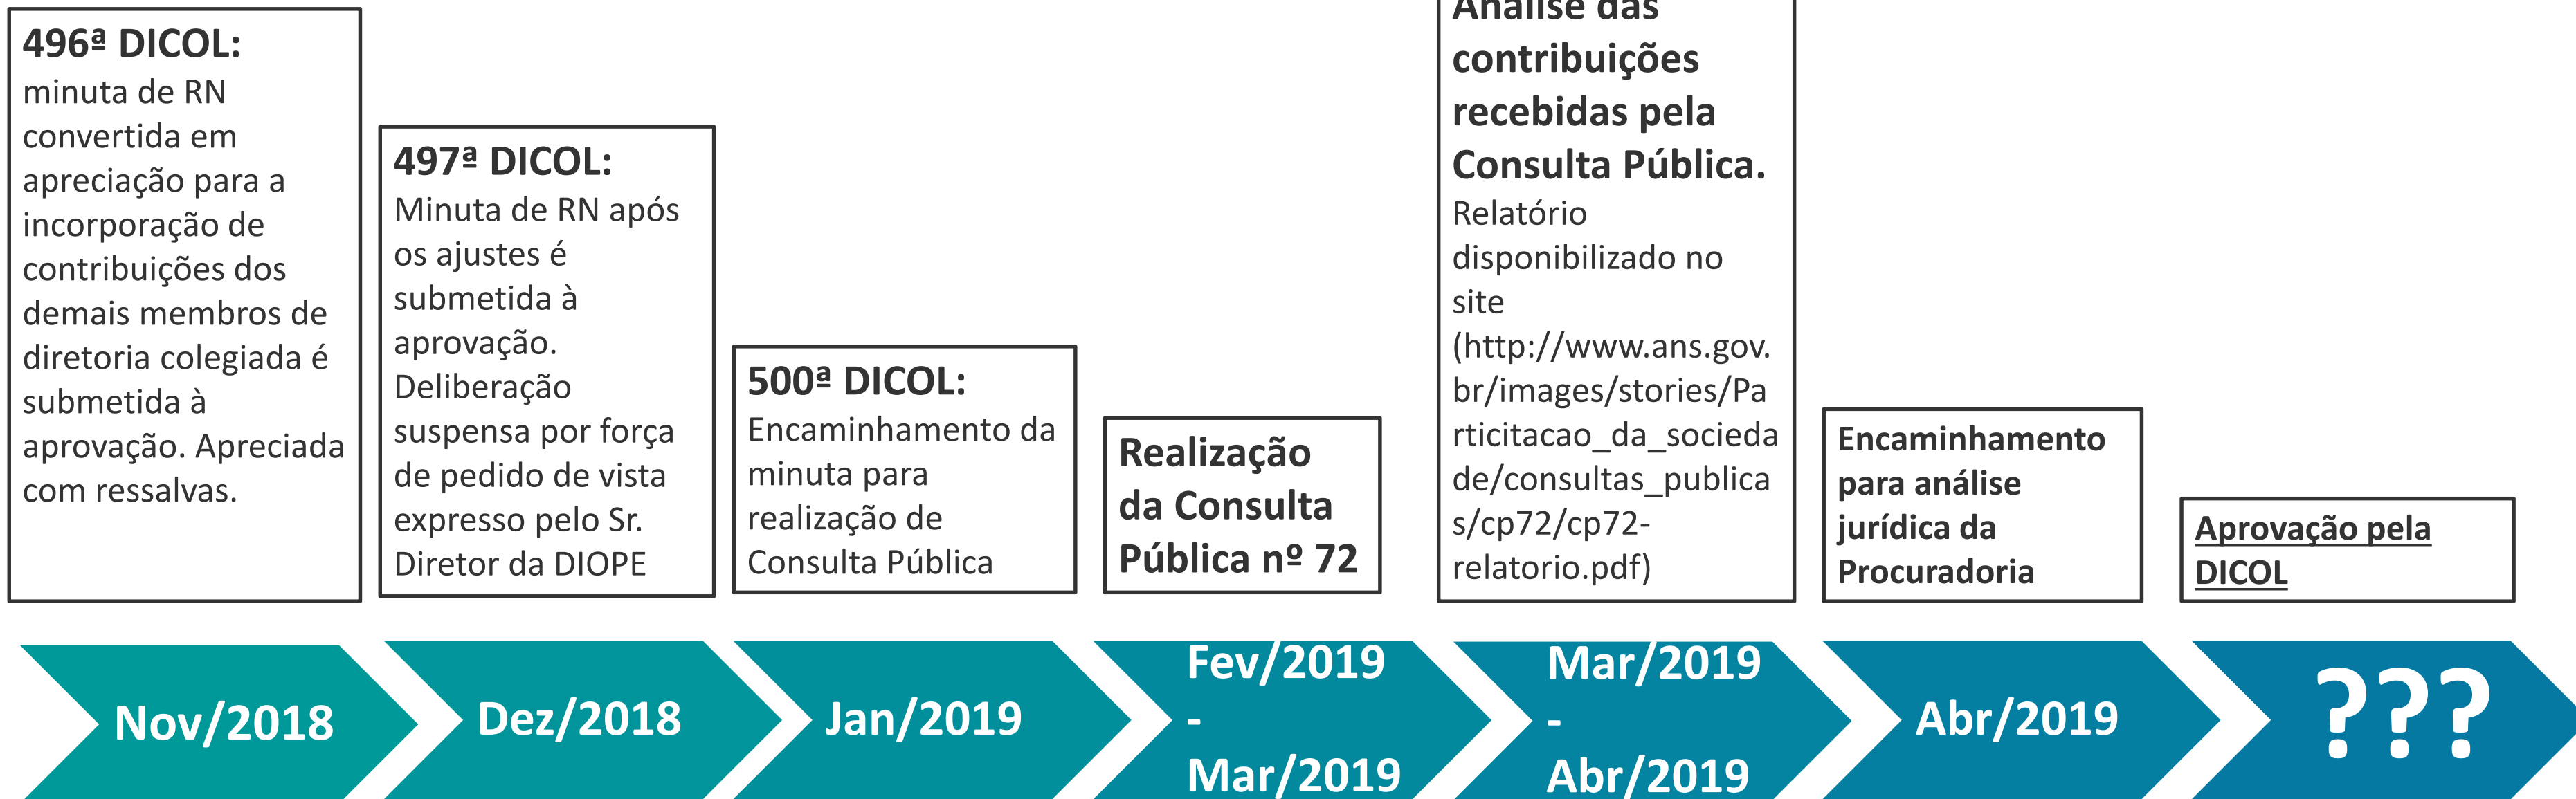 496ª DICOL:
minuta de RN
convertida em
apreciação para a
incorporação de
contribuições dos
demais membros de
diretoria colegiada é
submetida à
aprovação. Apreciada
com ressalvas.
497ª DICOL:
Minuta de RN após
os ajustes é
submetida à
aprovação.
Deliberação
suspensa por força
de pedido de vista
expresso pelo Sr.
Diretor da DIOPE
500ª DICOL:
Encaminhamento da
minuta para
realização de
Consulta Pública
Realização
da Consulta
Pública nº 72
Análise das
contribuições
recebidas pela
Consulta Pública.
Relatório
disponibilizado no
site
(http://www.ans.gov.
br/images/stories/Pa
rticitacao_da_socieda
de/consultas_publica
s/cp72/cp72-
relatorio.pdf)
Encaminhamento
para análise
jurídica da
Procuradoria
Aprovação pela
DICOL
Nov/2018
Dez/2018
Jan/2019
Fev/2019
-
Mar/2019
Mar/2019
-
Abr/2019
Abr/2019
???